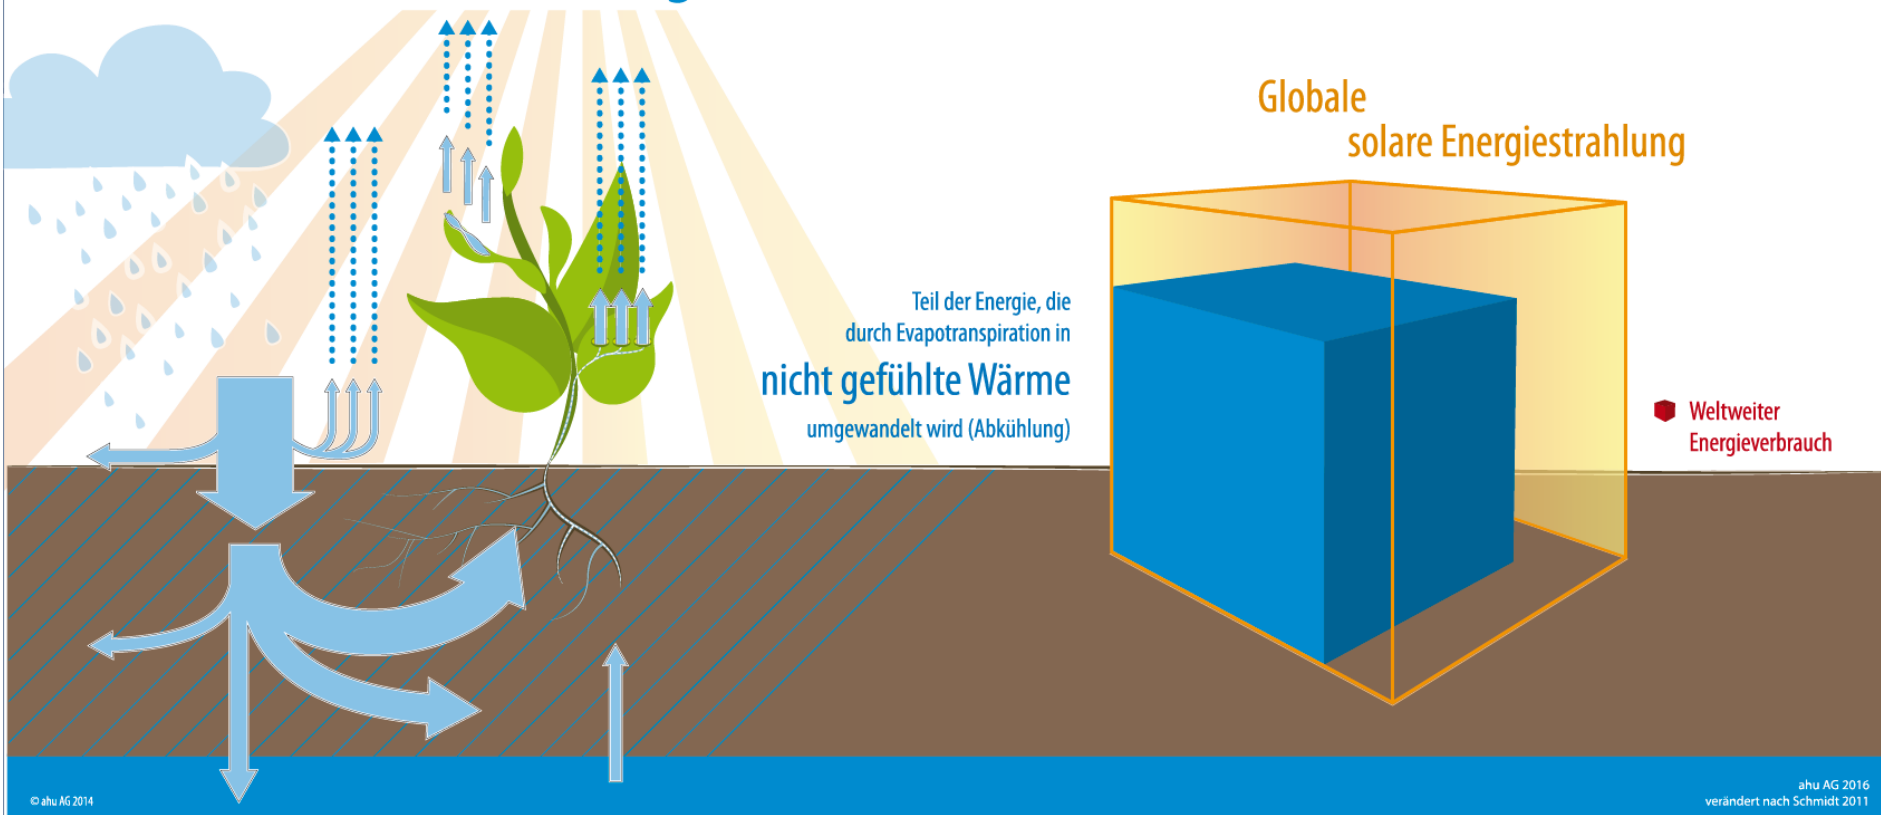 Globale
solare Energiestrahlung
Teil der Energie, die
durch Evapotranspiration in
nicht gefühlte Wärme
umgewandelt wird (Abkühlung)
Weltweiter
Energieverbrauch
© ahu AG 2014
ahu AG 2016
verändert nach Schmidt 2011